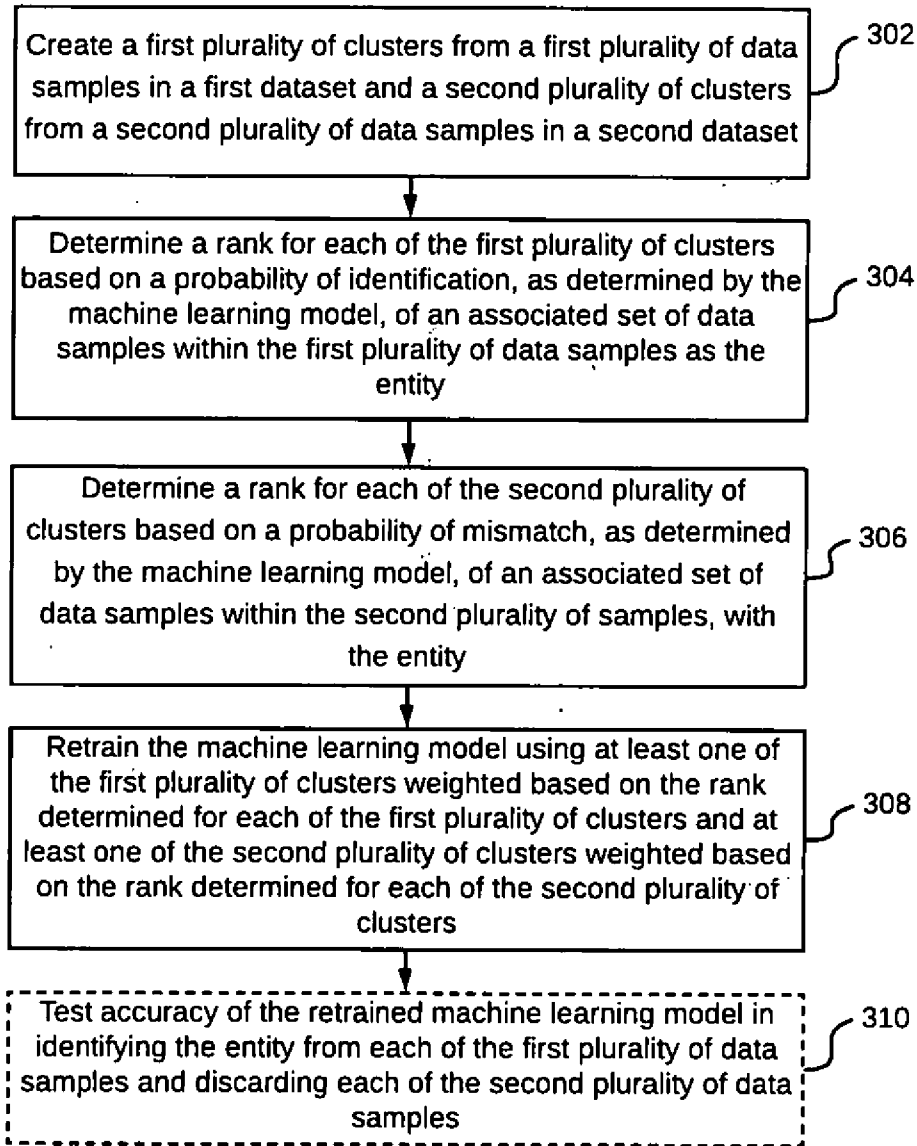 Create a first plurality of clusters from a first plurality of data
samples in a first dataset and a second plurality of clusters
from a second plurality of data samples in a second dataset
302
Determine a rank for each of the first plurality of clusters
based on a probability of identification, as determined by the
machine learning model, of an associated set of data
samples within the first plurality of data samples as the
entity
304
Determine a rank for each of the second plurality of
clusters based on a probability of mismatch, as determined
by the machine learning model, of an associated set of
data samples within the second plurality of samples, with
the entity
306
Retrain the machine learning model using at least one of
the first plurality of clusters weighted based on the rank
determined for each of the first plurality of clusters and at
least one of the second plurality of clusters weighted based
on the rank determined for each of the second plurality of
clusters
308
Test accuracy of the retrained machine learning model in
identifying the entity from each of the first plurality of data
samples and discarding each of the second plurality of data
samples
310